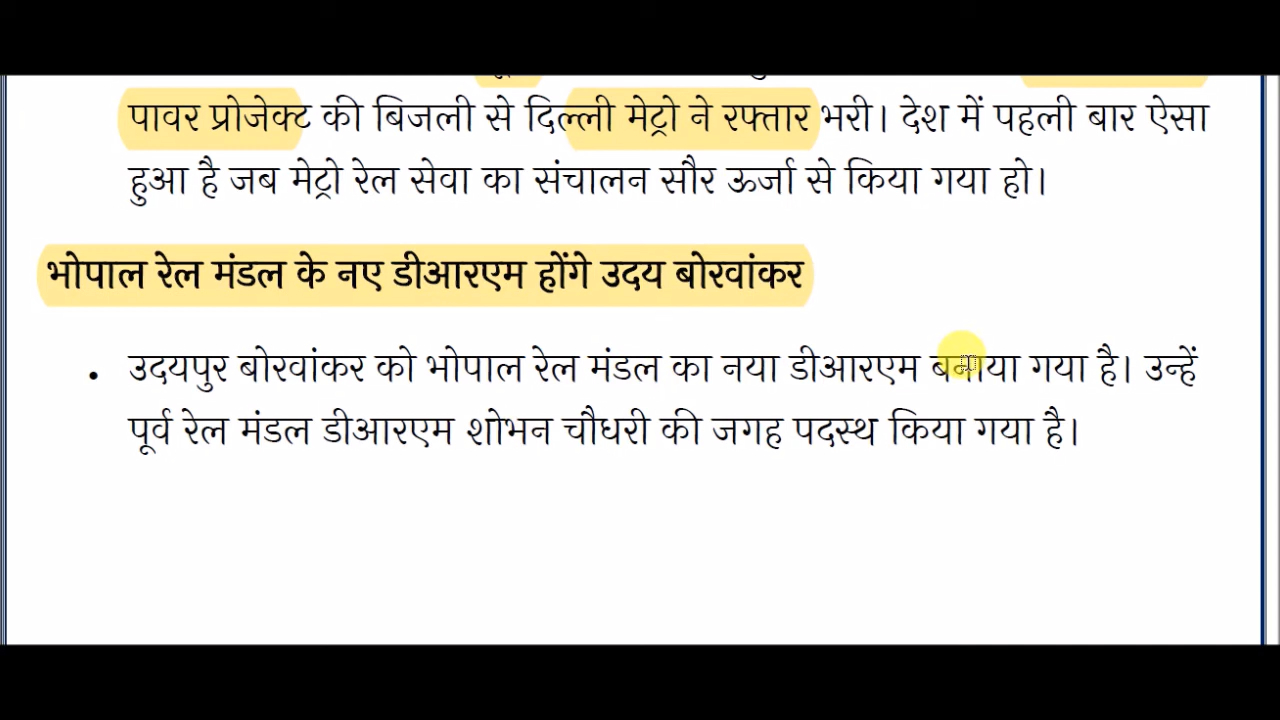 पावर प्रोजेक्ट की बिजली से दिल्ली मेट्रो ने रफ्तार भरी। देश में पहली बार ऐसा
हुआ है जब मेट्रो रेल सेवा का संचालन सौर ऊर्जा से किया गया हो।
भोपाल रेल मंडल के नए डीआरएम होंगे उदय बोरवांकर
• उदयपुर बोरवांकर को भोपाल रेल मंडल का नया डीआरएम बनाया गया है। उन्हें
पूर्व रेल मंडल डीआरएम शोभन चौधरी की जगह पदस्थ किया गया है।